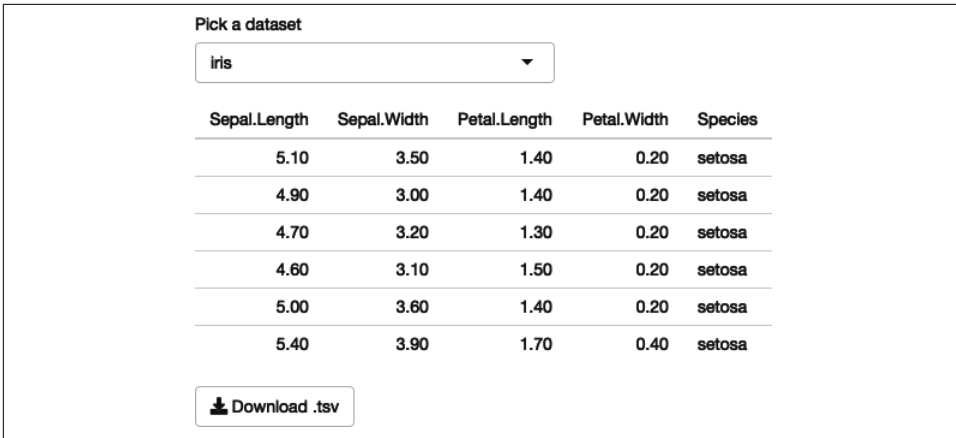 Pick a dataset
iris
Sepal.Length Sepal.Width Petal.Length Petal.Width Species
5.10 3.50 1.40 0.20 setosa
4.90 3.00 1.40 0.20 setosa
4.70 3.20 1.30 0.20 setosa
4.60 3.10 1.50 0.20 setosa
5.00 3.60 1.40 0.20 setosa
5.40 3.90 1.70 0.40 setosa
Download .tsv